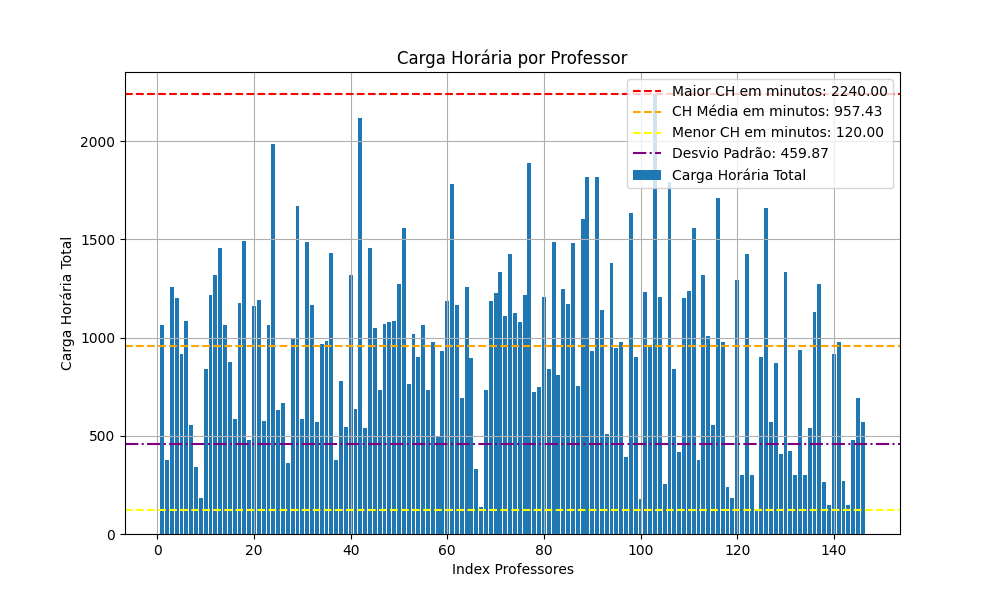 Carga Horária por Professor
Maior CH em minutos: 2240.00
CH Média em minutos: 957.43
Menor CH em minutos: 120.00
Desvio Padrão: 459.87
Carga Horária Total
Carga Horária Total
2000
1500
1000
500
0
0 20 40 60 80 100 120 140
Index Professores